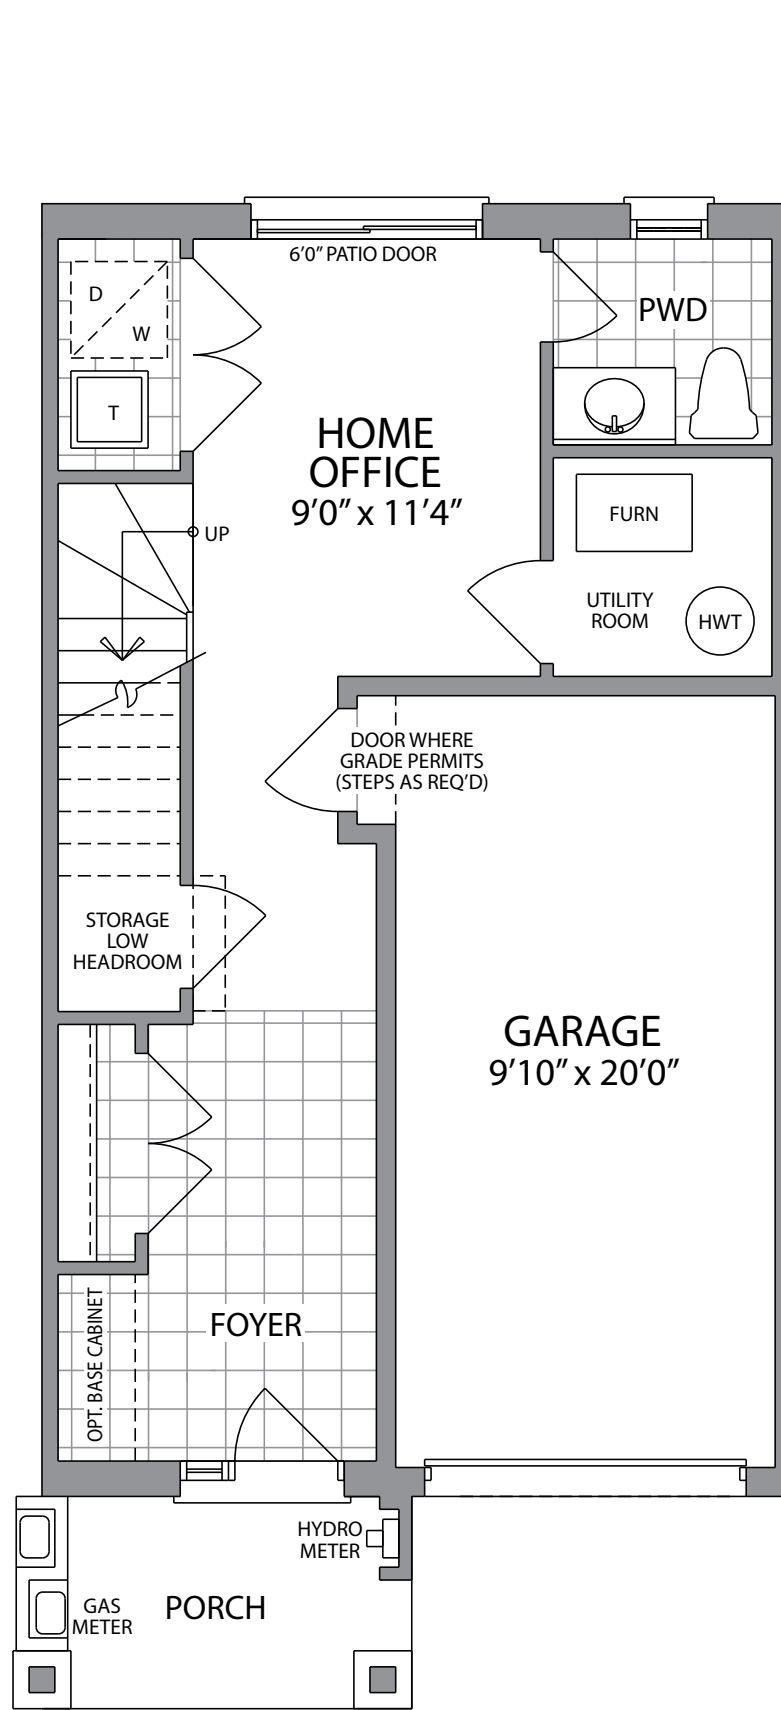 6'0" PATIO DOOR
D
W
T
PWD
HOME
OFFICE
9'0" x 11'4"
UP
FURN
UTILITY
ROOM
HWT
DOOR WHERE
GRADE PERMITS
(STEPS AS REQ'D)
STORAGE
LOW
HEADROOM
GARAGE
9'10" x 20'0"
FOYER
OPT. BASE CABINET
HYDRO
METER
GAS
METER
PORCH